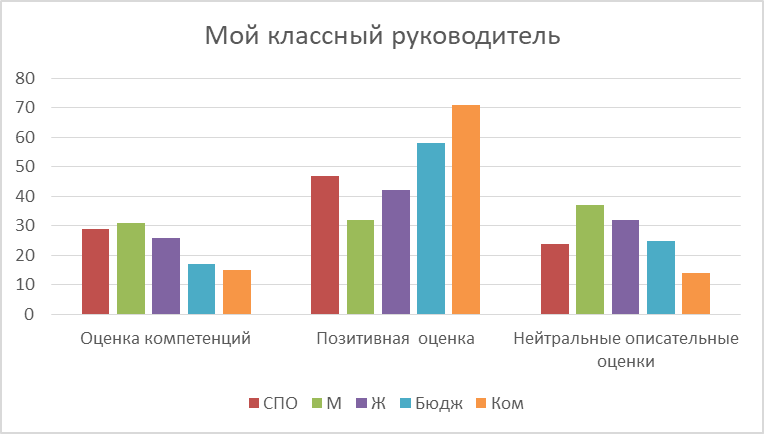 Мой классный руководитель
80
70
60
50
40
30
20
10
0
Оценка компетенций
Позитивная оценка
Нейтральные описательные
оценки
СПО М Ж Бюдж Ком